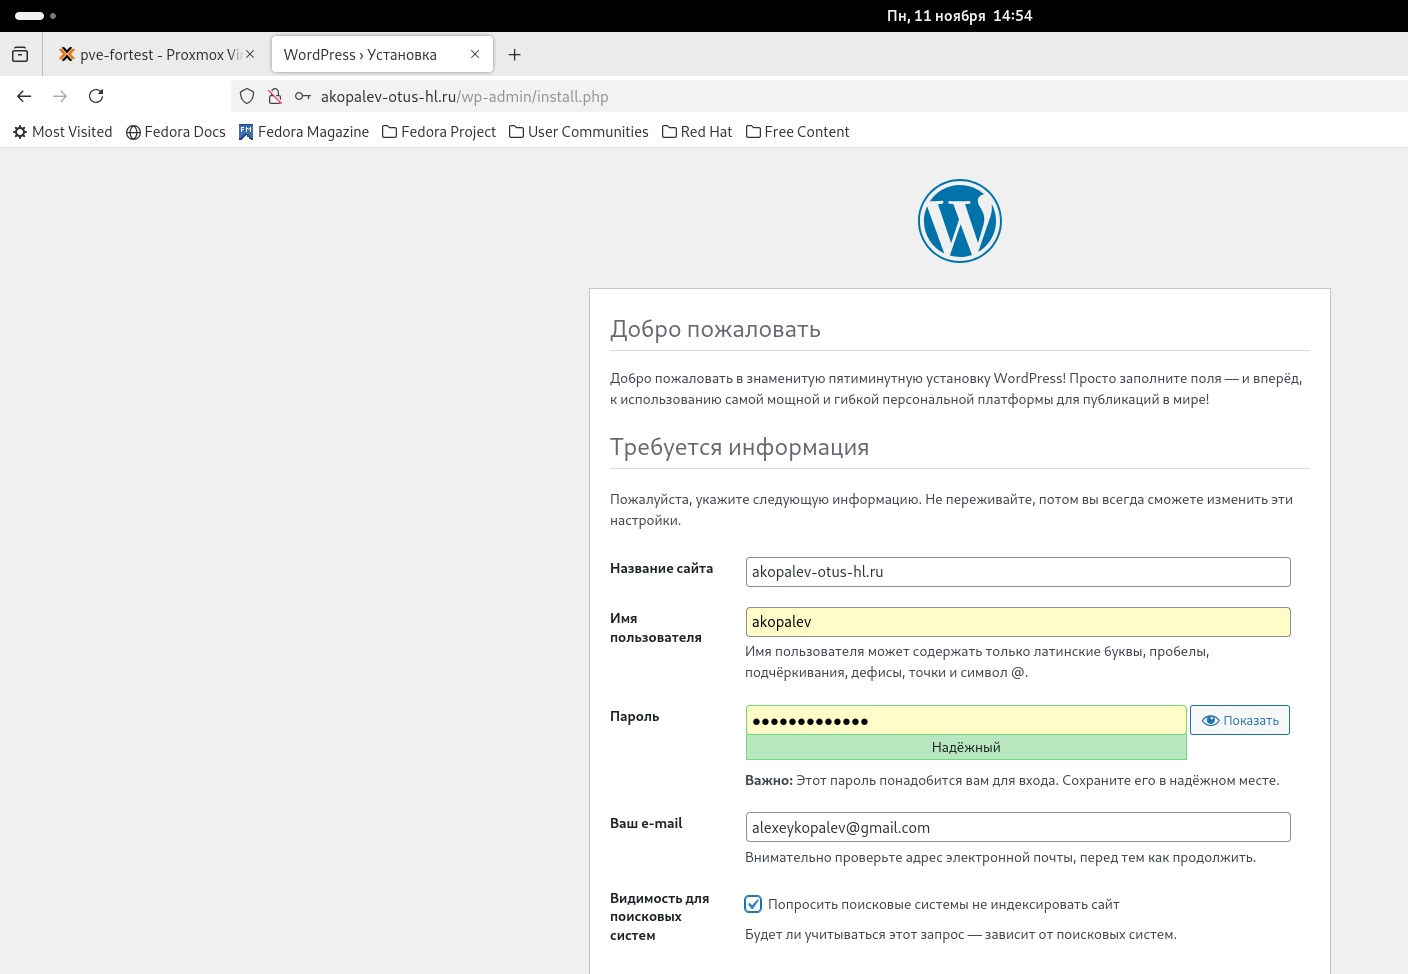 Пн, 11 ноября 14:54
pve-fortest - Proxmox Vi
WordPress › Установка
akopalev-otus-hl.ru/wp-admin/install.php
Most Visited Fedora Docs Fedora Magazine Fedora Project User Communities Red Hat Free Content
Добро пожаловать
Добро пожаловать в знаменитую пятиминутную установку WordPress! Просто заполните поля — и вперёд,
к использованию самой мощной и гибкой персональной платформы для публикаций в мире!
Требуется информация
Пожалуйста, укажите следующую информацию. Не переживайте, потом вы всегда сможете изменить эти
настройки.
Название сайта
akopalev-otus-hl.ru
Имя
пользователя
akopalev
Имя пользователя может содержать только латинские буквы, пробелы,
подчёркивания, дефисы, точки и символ @.
Пароль
●●●●●●●●●●●●●
Показать
Надёжный
Важно: Этот пароль понадобится вам для входа. Сохраните его в надёжном месте.
Ваш e-mail
alexeykopalev@gmail.com
Внимательно проверьте адрес электронной почты, перед тем как продолжить.
Видимость для
поисковых
систем
Попросить поисковые системы не индексировать сайт
Будет ли учитываться этот запрос — зависит от поисковых систем.